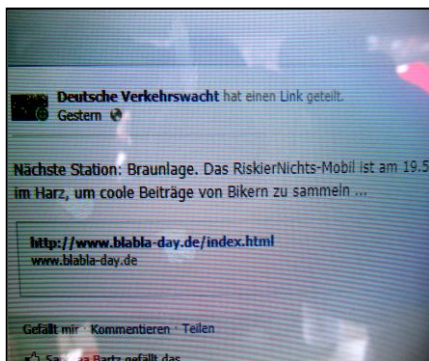 Deutsche Verkehrswacht hat einen Link geteilt.
Gestern
Nächste Station: Braunlage. Das RiskierNichts-Mobil ist am 19.5
im Harz, um coole Beiträge von Bikern zu sammeln ...
http://www.blabla-day.de/index.html
www.blabla-day.de
Gefällt mir · Kommentieren · Teilen
Bartz gefällt das